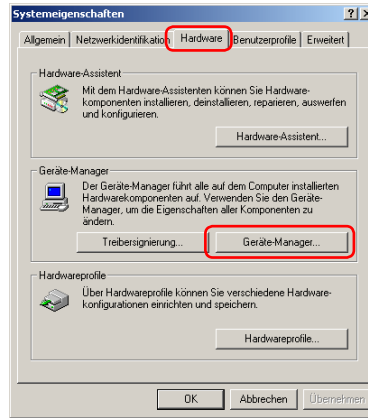 Systemeigenschaften
Allgemein Netzwerkidentifikation Hardware Benutzerprofile Erweitert
Hardware-Assistent
Mit dem Hardware-Assistenten können Sie Hardware-
komponenten installieren, deinstallieren, reparieren, auswerfen
und konfigurieren.
Hardware-Assistent...
Geräte-Manager
Der Geräte-Manager führt alle auf dem Computer installierten
Hardwarekomponenten auf. Verwenden Sie den Geräte-
Manager, um die Eigenschaften aller Komponenten zu
ändern.
Treibersignierung... Geräte-Manager...
Hardwareprofile
Über Hardwareprofile können Sie verschiedene Hardware-
konfigurationen einrichten und speichern.
Hardwareprofile...
OK Abbrechen Übernehmen